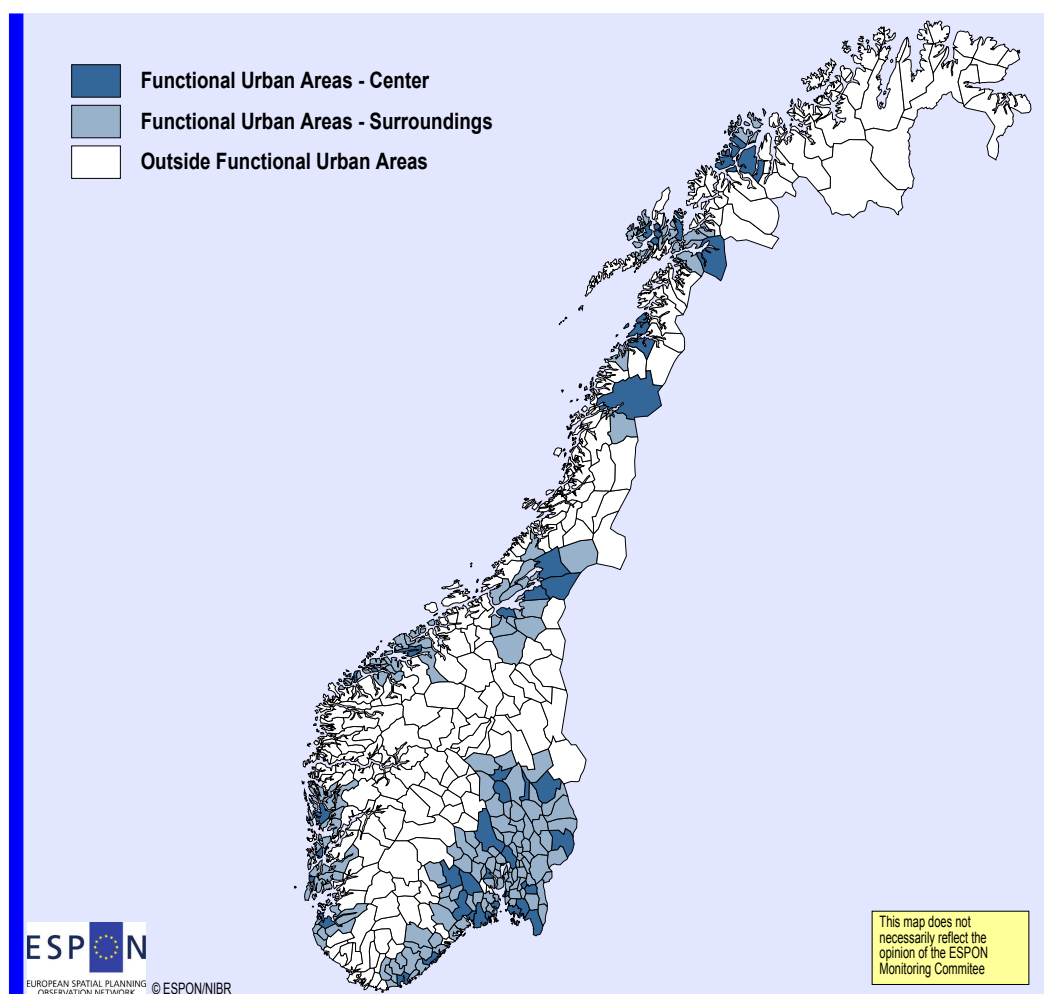 Functional Urban Areas - Center
Functional Urban Areas - Surroundings
Outside Functional Urban Areas
This map does not
necessarily reflect the
opinion of the ESPON
Monitoring Commitee
ESPON
EUROPEAN SPATIAL PLANNING
OBSERVATION NETWORK
© ESPON/NIBR